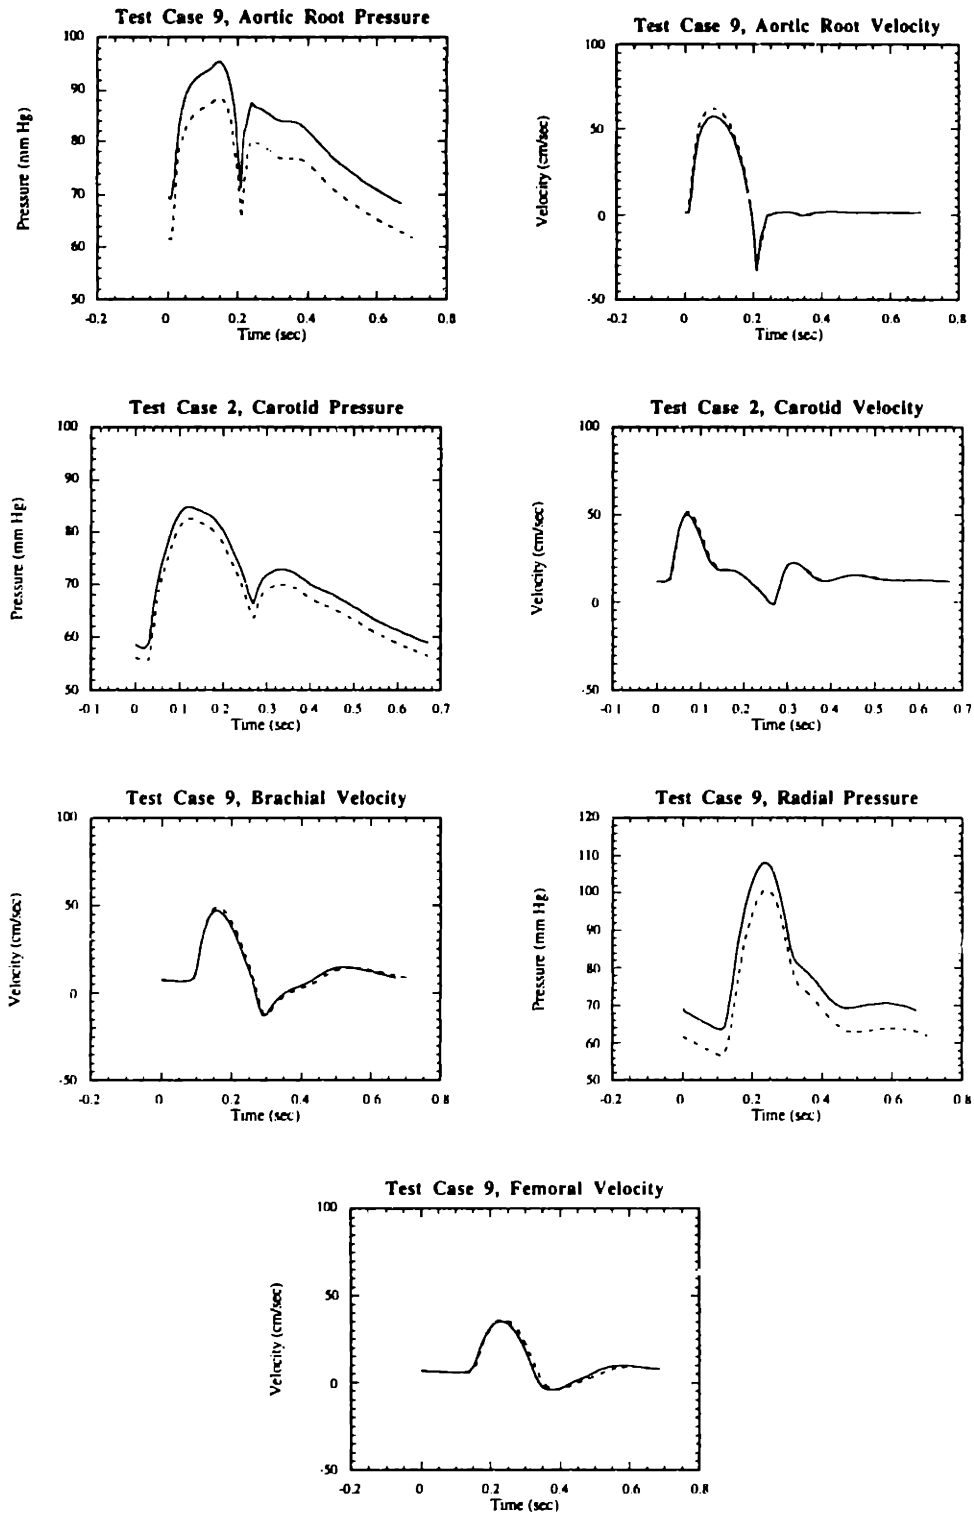 Test Case 9, Aortic Root Pressure
100
90
80
70
60
50
Pressure (mm Hg)
-0.2 0 0.2 0.4 0.6 0.8
Time (sec)
Test Case 9, Aortic Root Velocity
100
50
0
-50
Velocity (cm/sec)
-0.2 0 0.2 0.4 0.6 0.8
Time (sec)
Test Case 2, Carotid Pressure
100
90
80
70
60
50
Pressure (mm Hg)
-0.1 0 0.1 0.2 0.3 0.4 0.5 0.6 0.7
Time (sec)
Test Case 2, Carotid Velocity
100
50
0
-50
Velocity (cm/sec)
-0.1 0 0.1 0.2 0.3 0.4 0.5 0.6 0.7
Time (sec)
Test Case 9, Brachial Velocity
100
50
0
-50
Velocity (cm/sec)
-0.2 0 0.2 0.4 0.6 0.8
Time (sec)
Test Case 9, Radial Pressure
120
110
100
90
80
70
60
50
Pressure (mm Hg)
-0.2 0 0.2 0.4 0.6 0.8
Time (sec)
Test Case 9, Femoral Velocity
100
50
0
-50
Velocity (cm/sec)
-0.2 0 0.2 0.4 0.6 0.8
Time (sec)